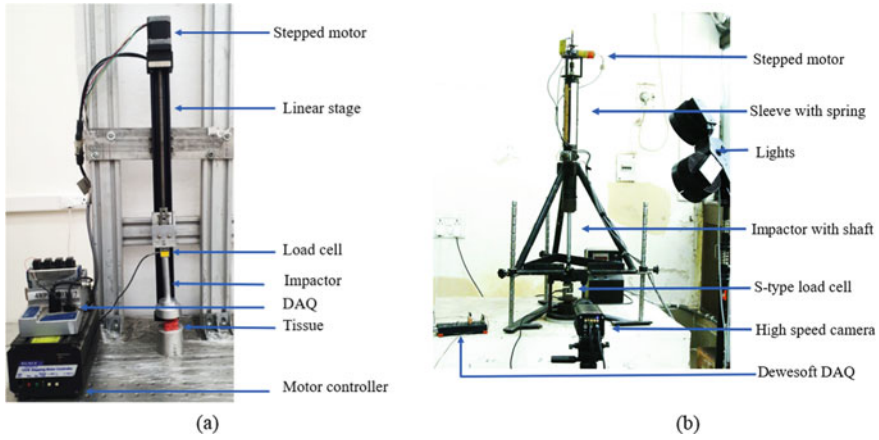 Stepped motor
Linear stage
Load cell
Impactor
DAQ
Tissue
Motor controller
(a)
Stepped motor
Sleeve with spring
Lights
Impactor with shaft
S-type load cell
High speed camera
Dewesoft DAQ
(b)